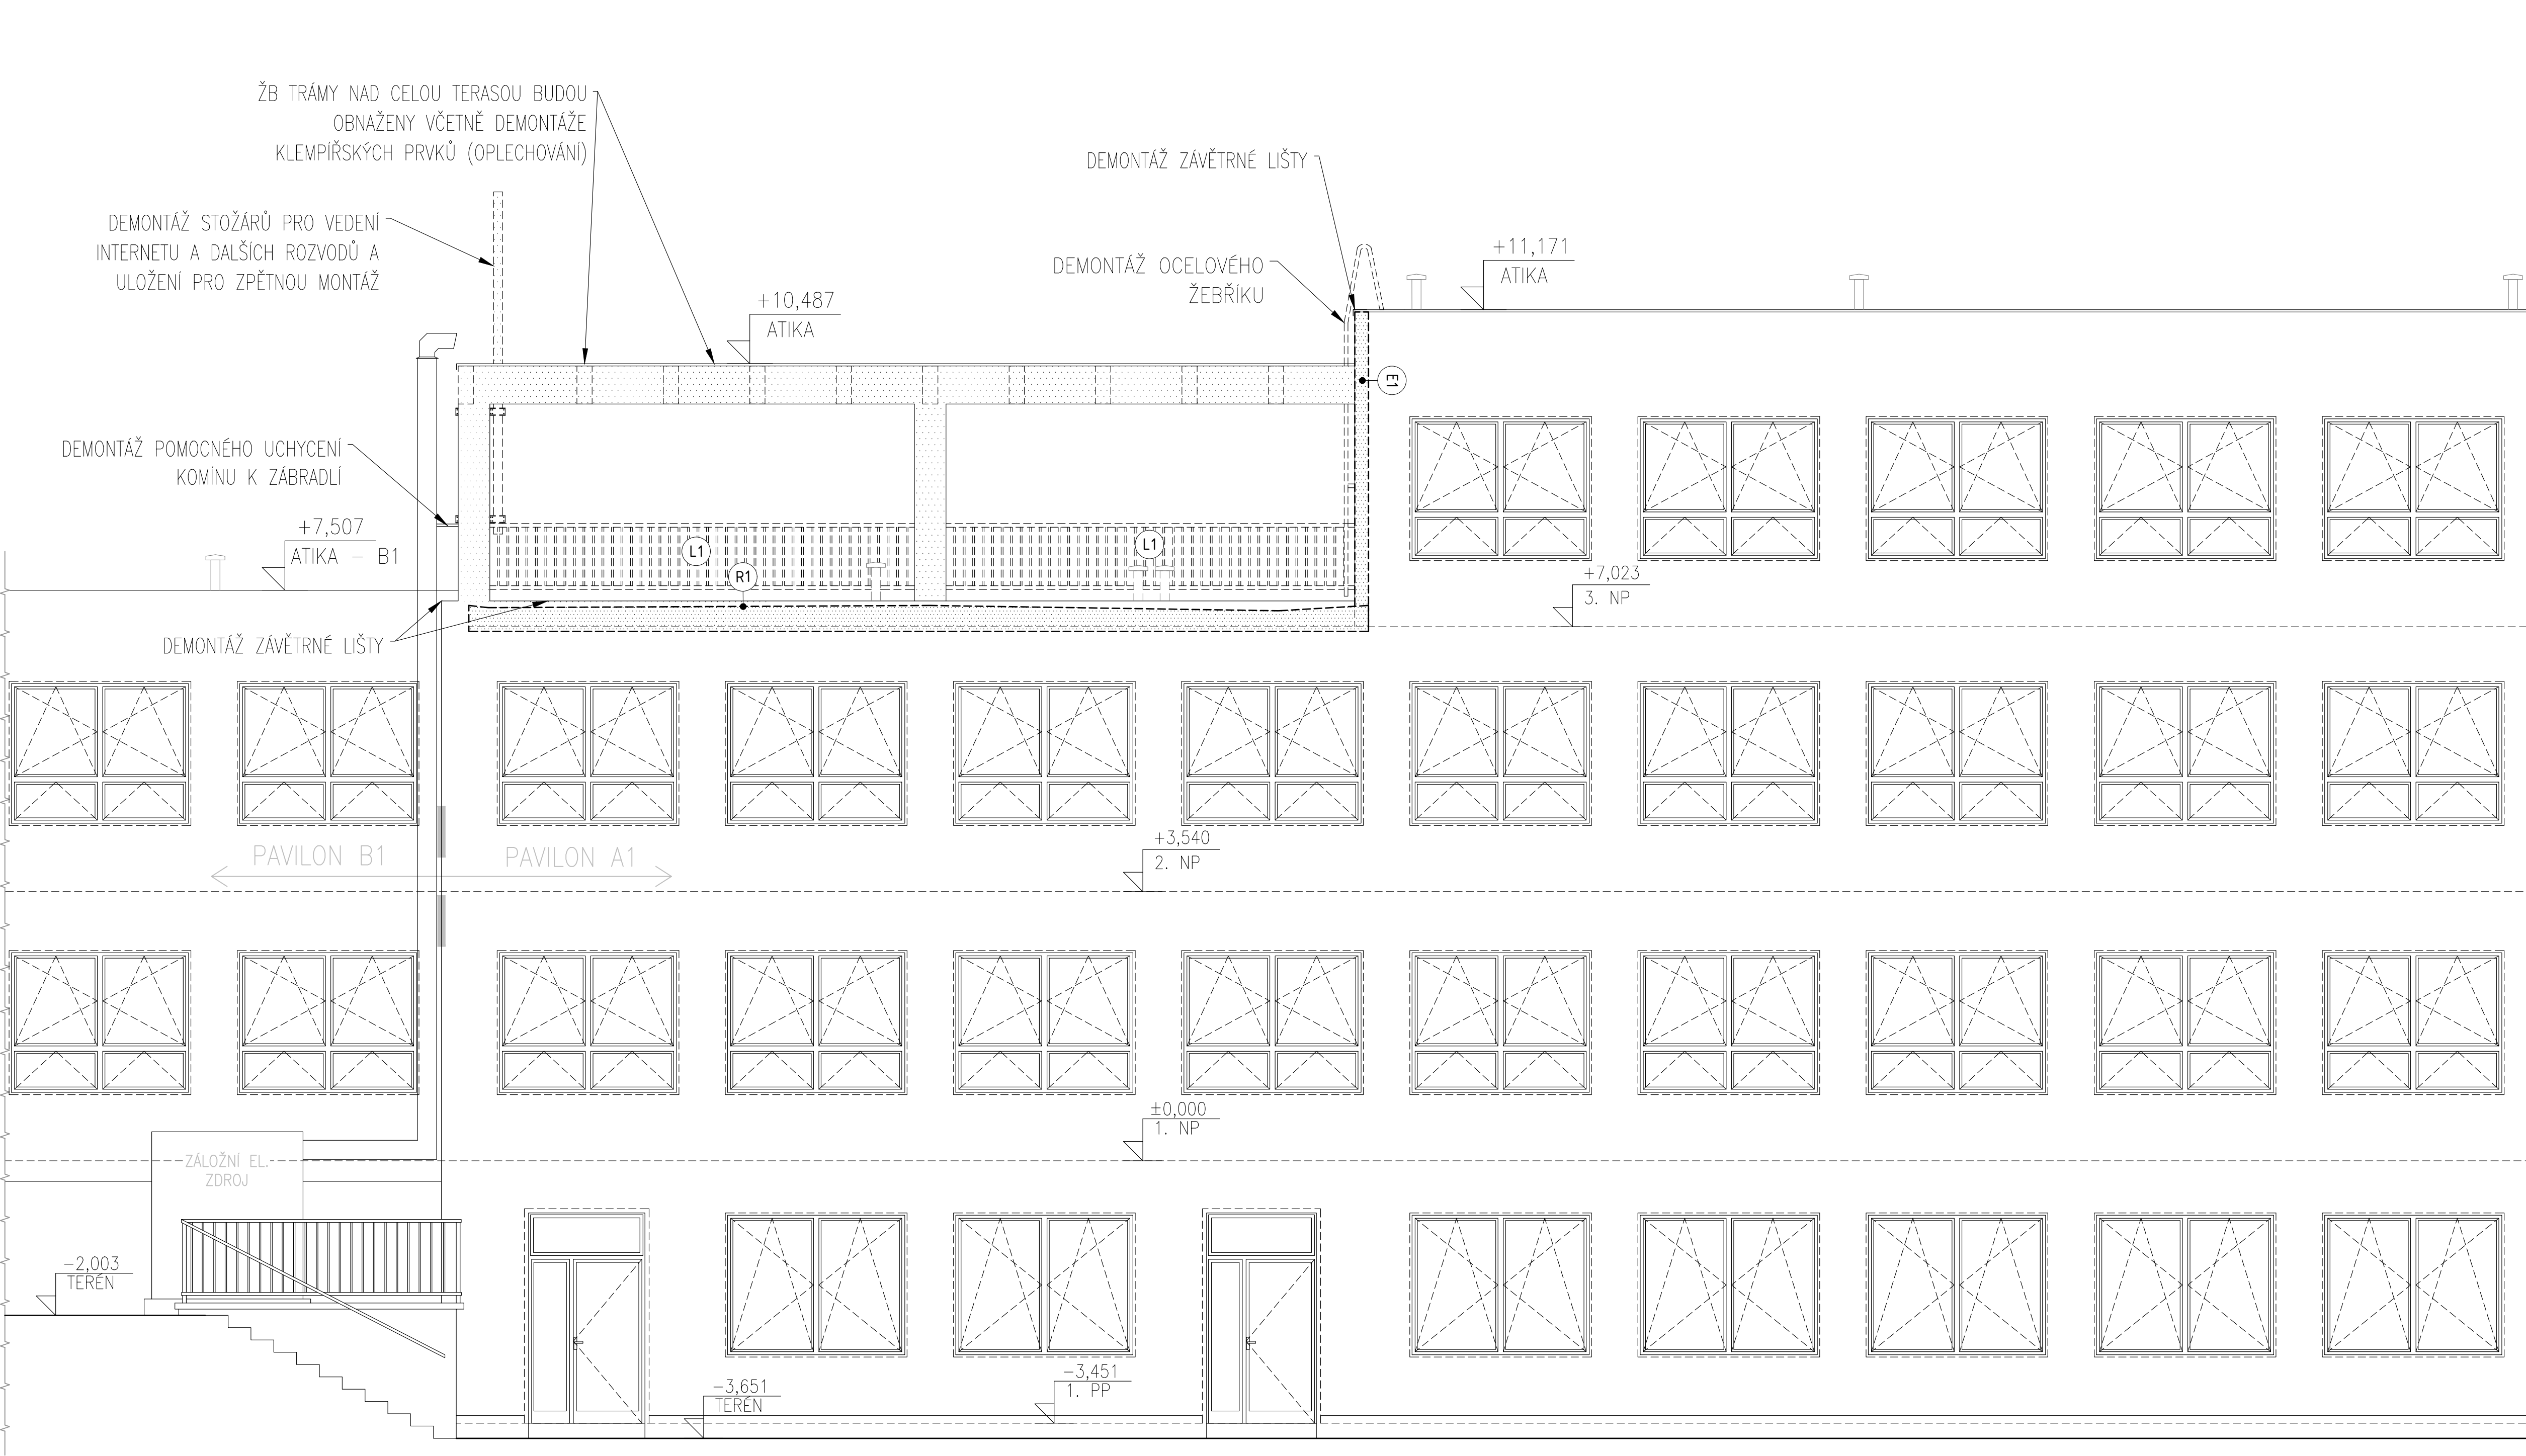 ŽB TRÁMY NAD CELOU TERASOU BUDOU
OBNAŽENY VČETNĚ DEMONTÁŽE
KLEMPÍŘSKÝCH PRVKŮ (OPLECHOVÁNÍ)
DEMONTÁŽ ZÁVĚTRNÉ LIŠTY
DEMONTÁŽ STOŽÁRŮ PRO VEDENÍ
INTERNETU A DALŠÍCH ROZVODŮ A
ULOŽENÍ PRO ZPĚTNOU MONTÁŽ
DEMONTÁŽ OCELOVÉHO
ŽEBŘÍKU
+11,171
ATIKA
+10,487
ATIKA
E1
DEMONTÁŽ POMOCNÉHO UCHYCENÍ
KOMÍNU K ZÁBRADLÍ
+7,507
ATIKA - B1
L1
L1
R1
+7,023
3. NP
DEMONTÁŽ ZÁVĚTRNÉ LIŠTY
PAVILON B1
PAVILON A1
+3,540
2. NP
±0,000
1. NP
ZÁLOŽNÍ EL.
ZDROJ
-2,003
TERÉN
-3,651
TERÉN
-3,451
1. PP